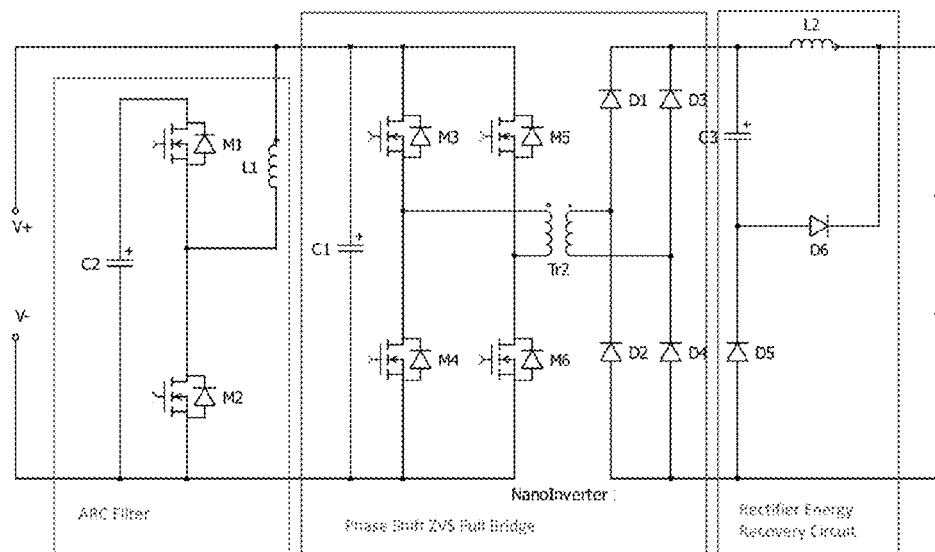 L2
D1
D3
M1
M3
M5
C3
L1
V+
C2
C1
Tr2
D6
V-
M4
M6
D2
D4
D5
M2
NanoInverter
ARC Filter
Phase Shift ZVS Full Bridge
Rectifier Energy
Recovery Circuit